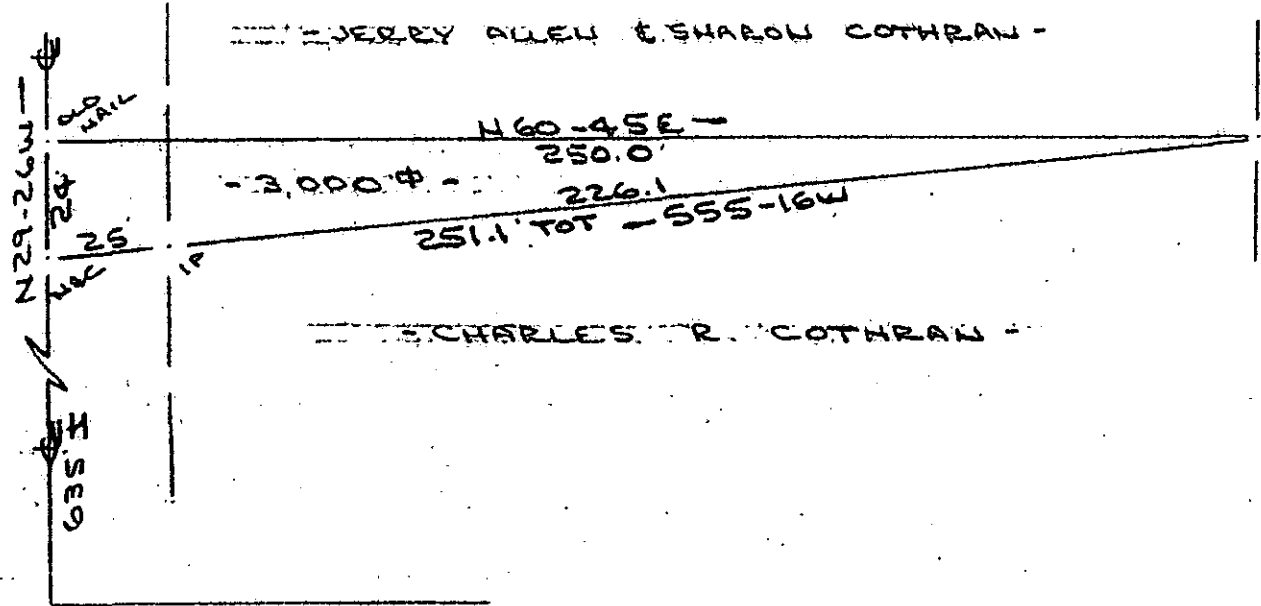 - JERRY ALLEN & SHARON COTHRAN -
OLD NAIL
N60-45E -
250.0'
N29-26W -
24
- 3,000 ⌽ -
226.1
251.1' TOT - S55-16W
25
N&C
IP
- CHARLES R. COTHRAN -
635'±